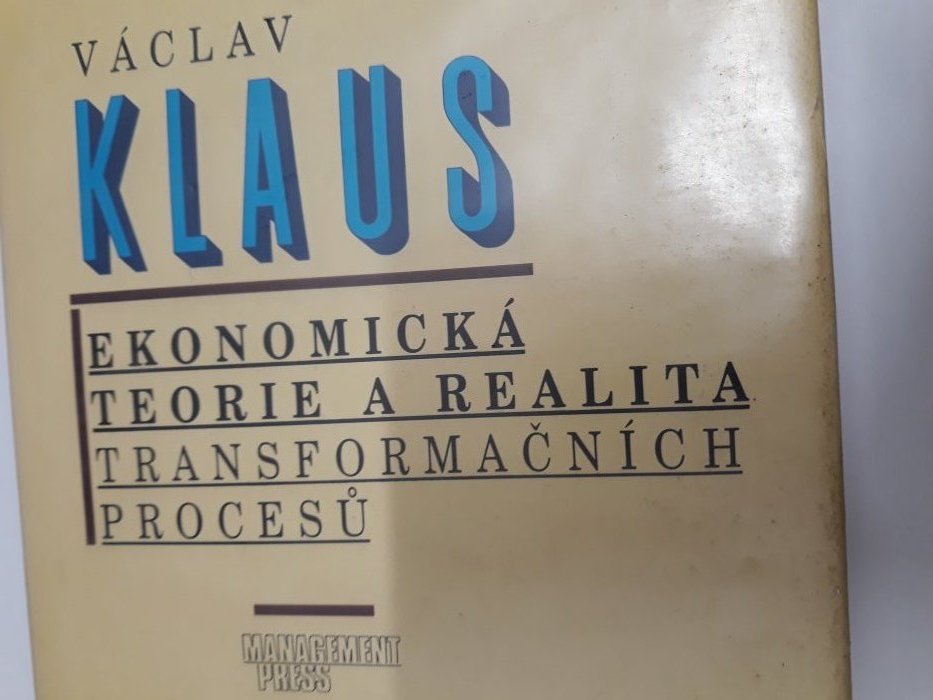 VÁCLAV
KLAUS
EKONOMICKÁ
TEORIE A REALITA
TRANSFORMAČNÍCH
PROCESŮ
MANAGEMENT
PRESS